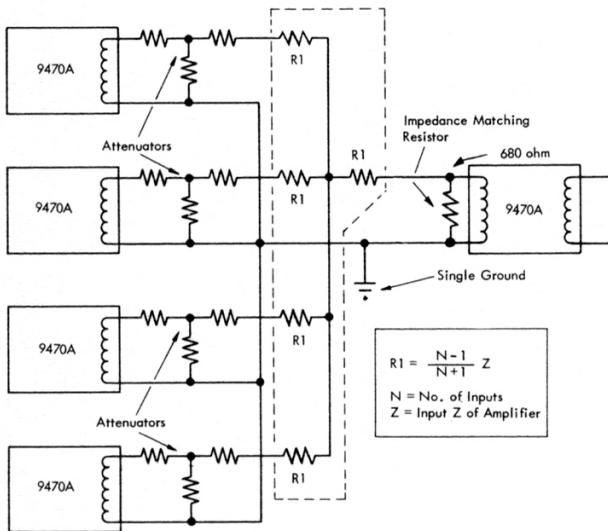 9470A
R1
Attenuators
Impedance Matching
Resistor
680 ohm
9470A
R1
R1
9470A
Single Ground
9470A
R1
R1 = N-1
N+1 Z
N = No. of Inputs
Z = Input Z of Amplifier
Attenuators
9470A
R1